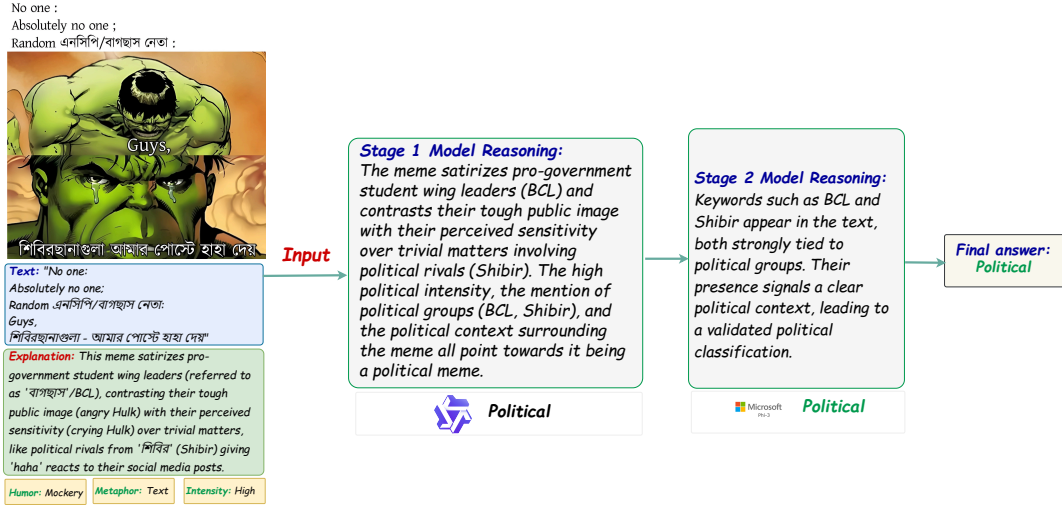 No one :
Absolutely no one ;
Random এনসিপি/বাগছাস নেতা :
Guys,
শিবিরছানাগুলা আমার পোস্টে হাহা দেয়
Text: "No one:
Absolutely no one;
Random এনসিপি/বাগছাস নেতা:
Guys,
শিবিরছানাগুলা - আমার পোস্টে হাহা দেয়"
Explanation: This meme satirizes pro-
government student wing leaders (referred to
as 'বাগছাস'/BCL), contrasting their tough
public image (angry Hulk) with their perceived
sensitivity (crying Hulk) over trivial matters,
like political rivals from 'শিবির' (Shibir) giving
'haha' reacts to their social media posts.
Humor: Mockery
Metaphor: Text
Intensity: High
Input
Stage 1 Model Reasoning:
The meme satirizes pro-government
student wing leaders (BCL) and
contrasts their tough public image
with their perceived sensitivity
over trivial matters involving
political rivals (Shibir). The high
political intensity, the mention of
political groups (BCL, Shibir), and
the political context surrounding
the meme all point towards it being
a political meme.
Political
Stage 2 Model Reasoning:
Keywords such as BCL and
Shibir appear in the text,
both strongly tied to
political groups. Their
presence signals a clear
political context, leading to
a validated political
classification.
Microsoft
Phi-3
Political
Final answer:
Political